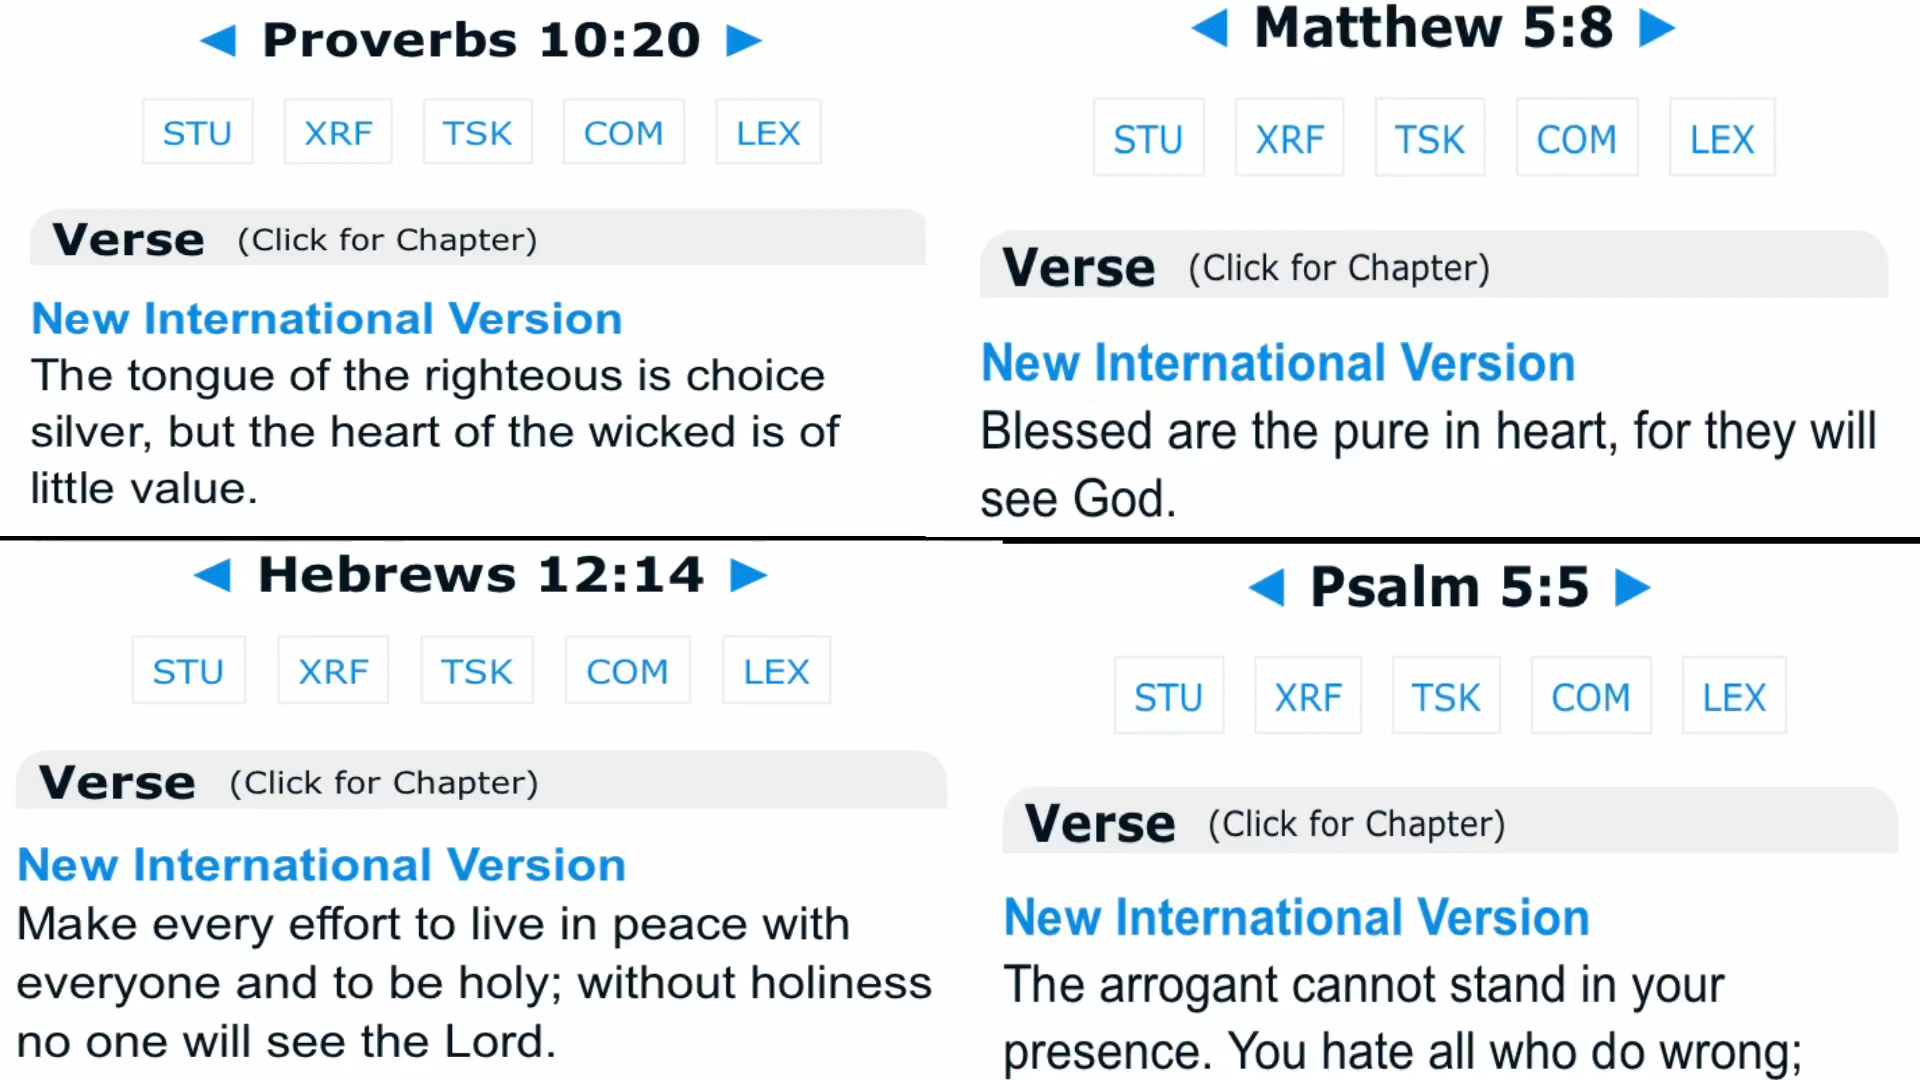 ◀ Proverbs 10:20 ▶
STU XRF TSK COM LEX
Verse (Click for Chapter)
New International Version
The tongue of the righteous is choice
silver, but the heart of the wicked is of
little value.
◀ Matthew 5:8 ▶
STU XRF TSK COM LEX
Verse (Click for Chapter)
New International Version
Blessed are the pure in heart, for they will
see God.
◀ Hebrews 12:14 ▶
STU XRF TSK COM LEX
Verse (Click for Chapter)
New International Version
Make every effort to live in peace with
everyone and to be holy; without holiness
no one will see the Lord.
◀ Psalm 5:5 ▶
STU XRF TSK COM LEX
Verse (Click for Chapter)
New International Version
The arrogant cannot stand in your
presence. You hate all who do wrong;